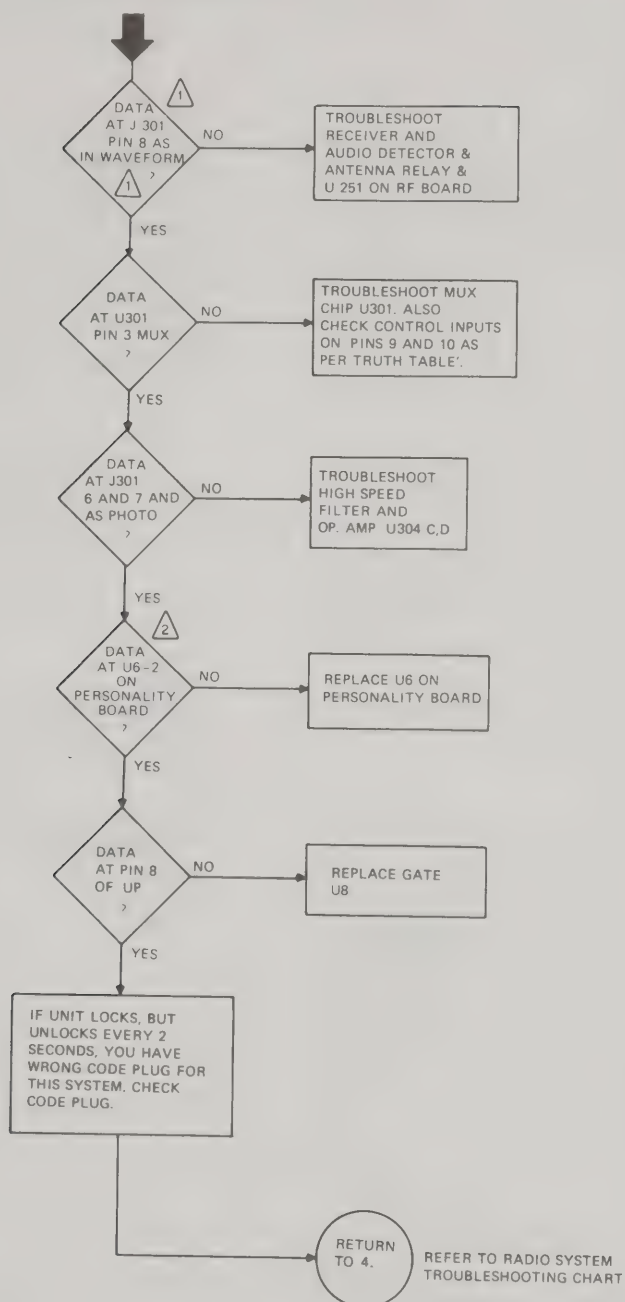 DATA
AT J 301
PIN 8 AS
IN WAVEFORM
?
1
1
NO
TROUBLESHOOT
RECEIVER AND
AUDIO DETECTOR &
ANTENNA RELAY &
U 251 ON RF BOARD
YES
DATA
AT U301
PIN 3 MUX
?
NO
TROUBLESHOOT MUX
CHIP U301. ALSO
CHECK CONTROL INPUTS
ON PINS 9 AND 10 AS
PER TRUTH TABLE'.
YES
DATA
AT J301
6 AND 7 AND
AS PHOTO
?
NO
TROUBLESHOOT
HIGH SPEED
FILTER AND
OP. AMP U304 C,D
YES
2
DATA
AT U6-2
ON
PERSONALITY
BOARD
?
NO
REPLACE U6 ON
PERSONALITY BOARD
YES
DATA
AT PIN 8
OF UP
?
NO
REPLACE GATE
U8
YES
IF UNIT LOCKS, BUT
UNLOCKS EVERY 2
SECONDS, YOU HAVE
WRONG CODE PLUG FOR
THIS SYSTEM. CHECK
CODE PLUG.
RETURN
TO 4.
REFER TO RADIO SYSTEM
TROUBLESHOOTING CHART